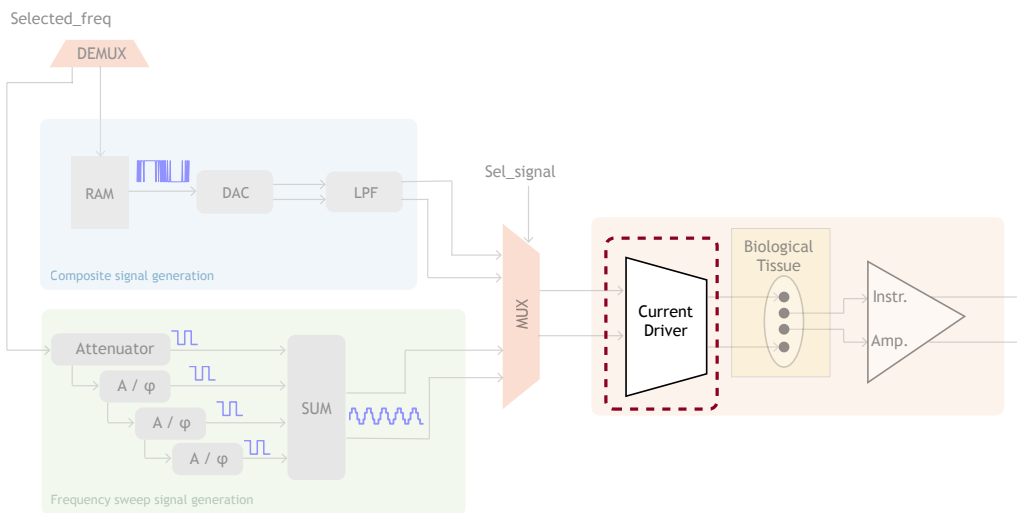 Selected_freq
DEMUX
RAM
DAC
LPF
Composite signal generation
Sel_signal
MUX
Current
Driver
Biological
Tissue
Instr.
Amp.
Attenuator
A / φ
A / φ
A / φ
SUM
Frequency sweep signal generation